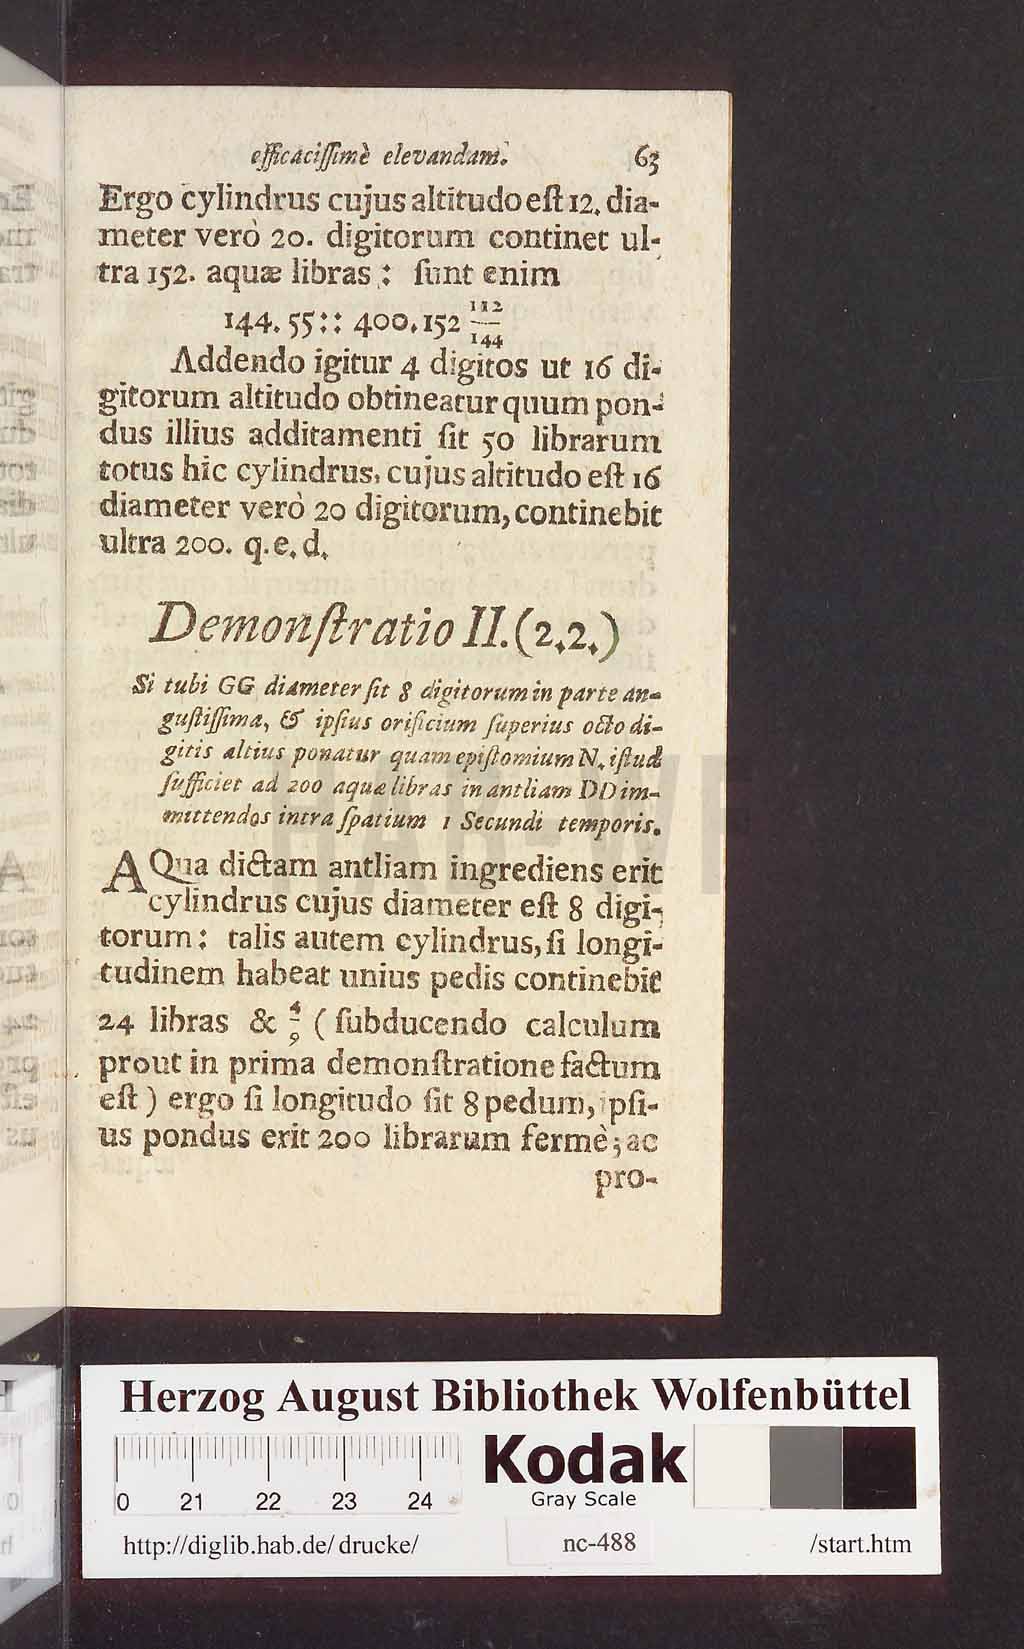 efficaciſſimè elevandam. 63
Ergo cylindrus cujus altitudo eſt 12. dia-
meter verò 20. digitorum continet ul-
tra 152. aquæ libras : ſunt enim
144. 55 :: 400. 152 112/144
Addendo igitur 4 digitos ut 16 di-
gitorum altitudo obtineatur quum pon-
dus illius additamenti ſit 50 librarum
totus hic cylindrus, cujus altitudo eſt 16
diameter verò 20 digitorum, continebit
ultra 200. q. e. d.
Demonſtratio II. (2.2.)
Si tubi GG diameter ſit 8 digitorum in parte an-
guſtiſſima, & ipſius orificium ſuperius octo di-
gitis altius ponatur quam epiſtomium N, iſtud
ſufficiet ad 200 aquæ libras in antliam DD im-
mittendas intra ſpatium 1 Secundi temporis.
AQua dictam antliam ingrediens erit
cylindrus cujus diameter eſt 8 digi-
torum: talis autem cylindrus, ſi longi-
tudinem habeat unius pedis continebit
24 libras & 4/9 ( ſubducendo calculum
prout in prima demonſtratione factum
eſt ) ergo ſi longitudo ſit 8 pedum, ipſi-
us pondus erit 200 librarum fermè; ac
pro-
HAB-WF
Herzog August Bibliothek Wolfenbüttel
0 21 22 23 24
Kodak
Gray Scale
http://diglib.hab.de/drucke/ nc-488 /start.htm